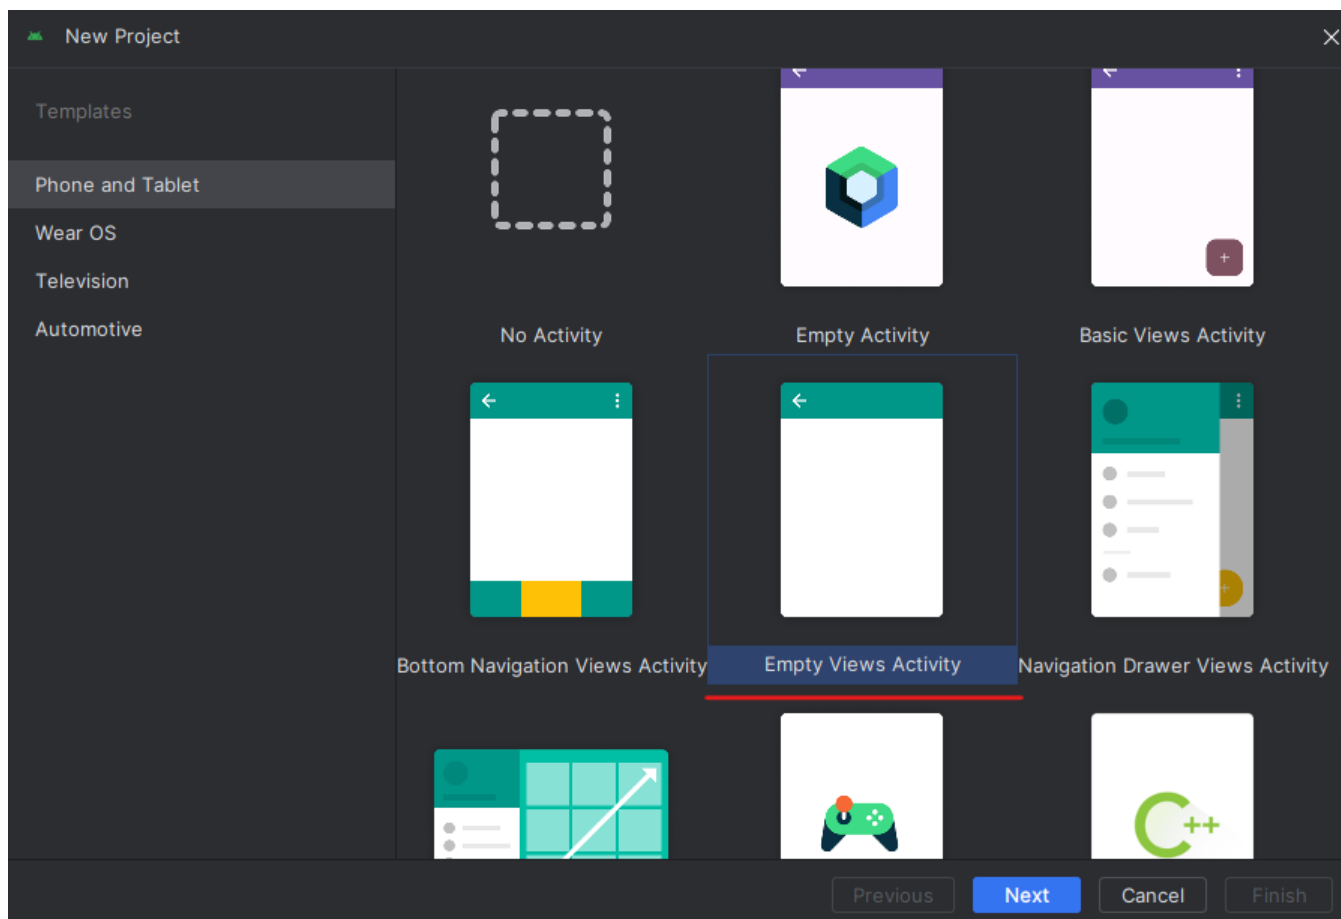 New Project
Templates
Phone and Tablet
Wear OS
Television
Automotive
No Activity
Empty Activity
Basic Views Activity
Bottom Navigation Views Activity
Empty Views Activity
Navigation Drawer Views Activity
C++
Previous
Next
Cancel
Finish